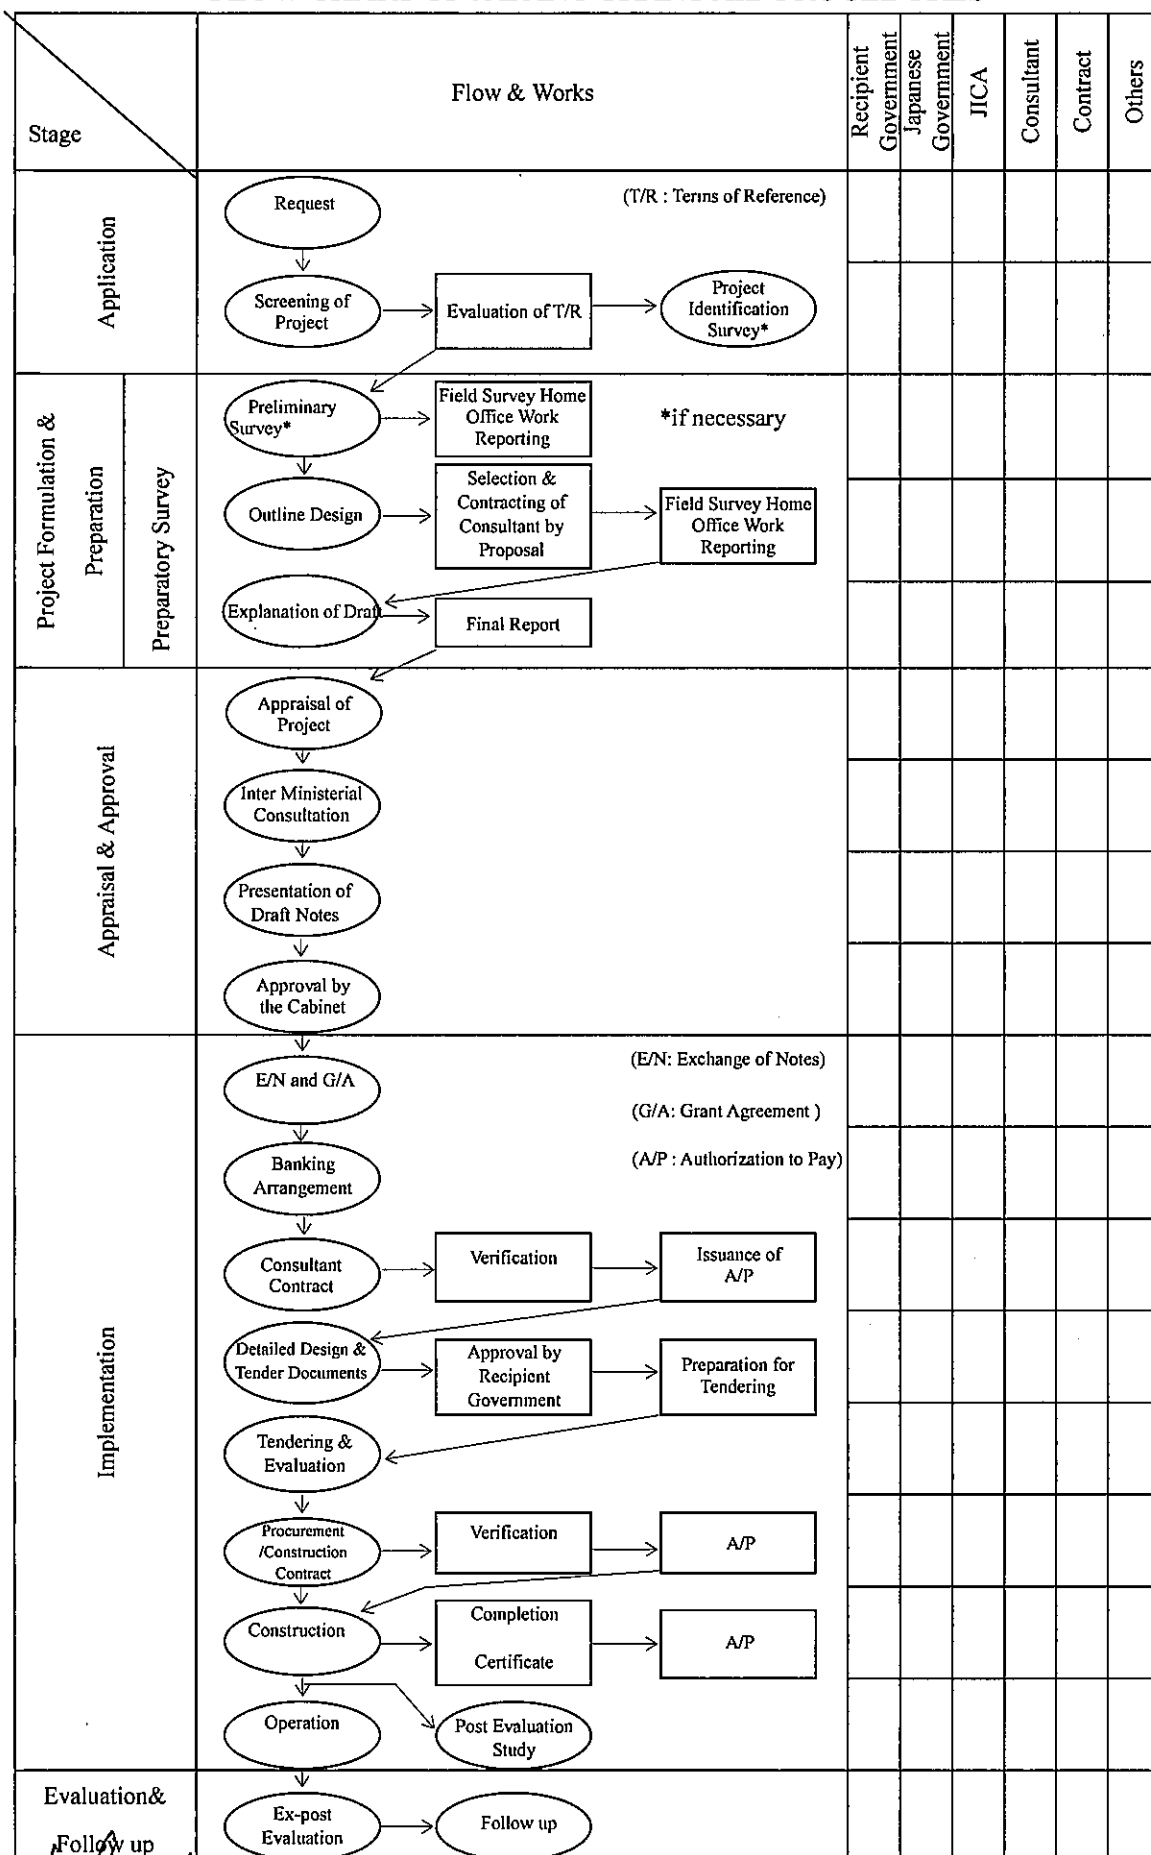 Stage
Flow & Works
Recipient
Government
Japanese
Government
JICA
Consultant
Contract
Others
Application
Request
(T/R : Terms of Reference)
Screening of
Project
Evaluation of T/R
Project
Identification
Survey*
Project Formulation &
Preparation
Preparatory Survey
Preliminary
Survey*
Field Survey Home
Office Work
Reporting
*if necessary
Outline Design
Selection &
Contracting of
Consultant by
Proposal
Field Survey Home
Office Work
Reporting
Explanation of Draft
Final Report
Appraisal & Approval
Appraisal of
Project
Inter Ministerial
Consultation
Presentation of
Draft Notes
Approval by
the Cabinet
Implementation
E/N and G/A
(E/N: Exchange of Notes)
(G/A: Grant Agreement )
(A/P : Authorization to Pay)
Banking
Arrangement
Consultant
Contract
Verification
Issuance of
A/P
Detailed Design &
Tender Documents
Approval by
Recipient
Government
Preparation for
Tendering
Tendering &
Evaluation
Procurement
/Construction
Contract
Verification
A/P
Construction
Completion
Certificate
A/P
Operation
Post Evaluation
Study
Evaluation&
Follow up
Ex-post
Evaluation
Follow up